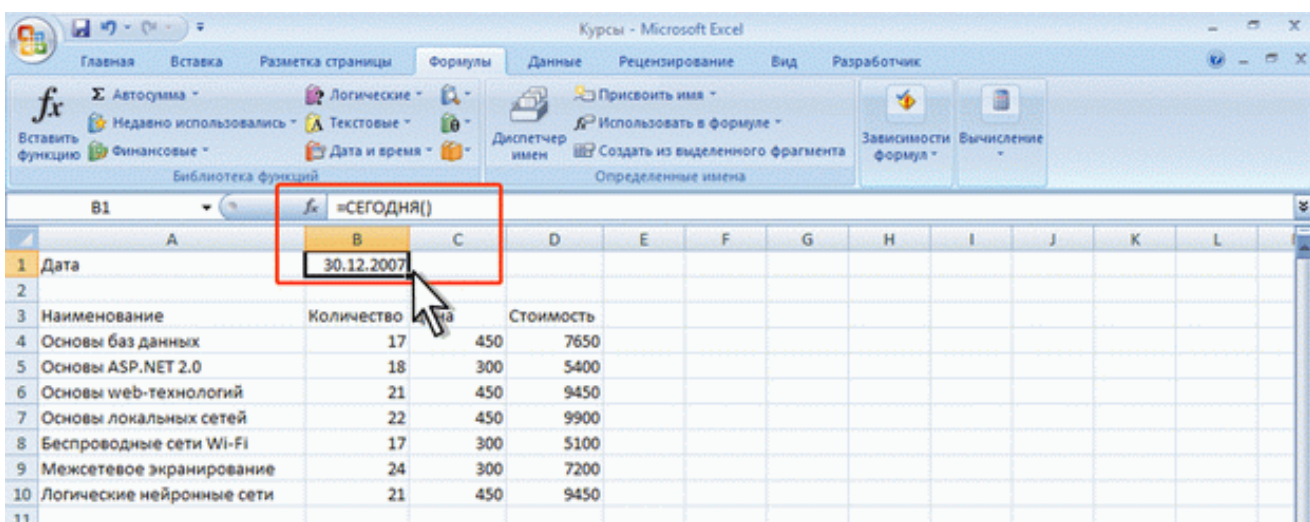 Курсы - Microsoft Excel
Главная Вставка Разметка страницы Формулы Данные Рецензирование Вид Разработчик
fx Вставить функцию
Σ Автосумма
Недавно использовались
Финансовые
Логические
Текстовые
Дата и время
Библиотека функций
Диспетчер имен
Присвоить имя
Использовать в формуле
Создать из выделенного фрагмента
Определенные имена
Зависимости формул
Вычисление
B1 fx =СЕГОДНЯ()
A B C D E F G H I J K L
1 Дата 30.12.2007
2
3 Наименование Количество Стоимость
4 Основы баз данных 17 450 7650
5 Основы ASP.NET 2.0 18 300 5400
6 Основы web-технологий 21 450 9450
7 Основы локальных сетей 22 450 9900
8 Беспроводные сети Wi-Fi 17 300 5100
9 Межсетевое экранирование 24 300 7200
10 Логические нейронные сети 21 450 9450
11